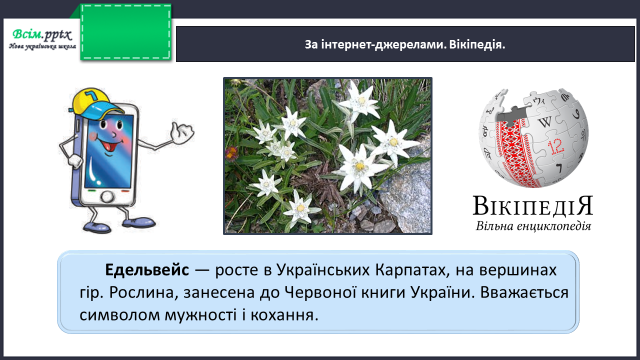 Всім.pptx
Нова українська школа
За інтернет-джерелами. Вікіпедія.
W
12
ВікіпедіЯ
Вільна енциклопедія
Едельвейс — росте в Українських Карпатах, на вершинах
гір. Рослина, занесена до Червоної книги України. Вважається
символом мужності і кохання.